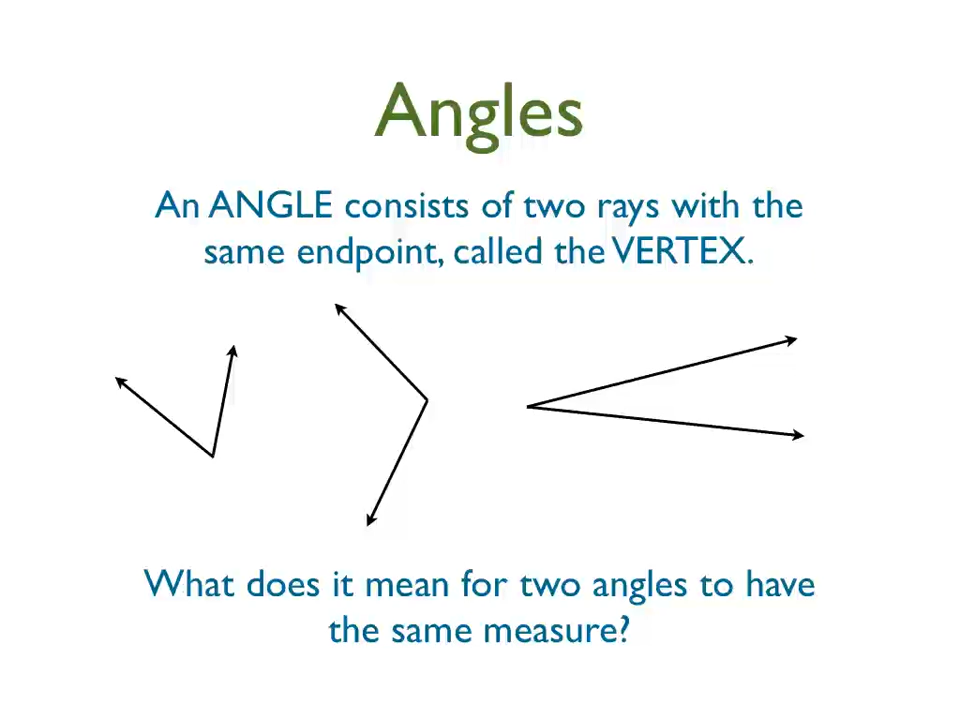 Angles
An ANGLE consists of two rays with the
same endpoint, called the VERTEX.
What does it mean for two angles to have
the same measure?